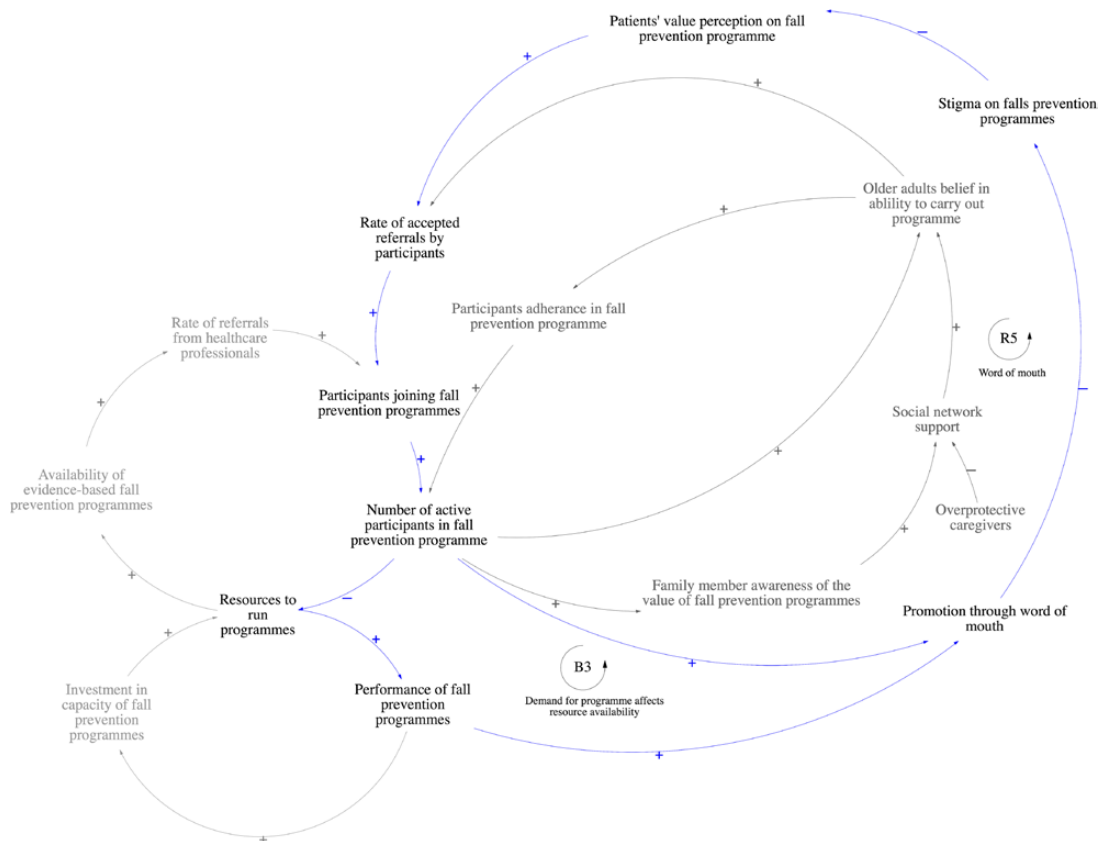 Patients' value perception on fall
prevention programme
+
−
+
Stigma on falls prevention
programmes
Older adults belief in
ablility to carry out
programme
+
Rate of accepted
referrals by
participants
+
Participants adherance in fall
prevention programme
Rate of referrals
from healthcare
professionals
+
+
R5
Word of mouth
−
Participants joining fall
prevention programmes
+
+
Social network
support
+
+
−
Availability of
evidence-based fall
prevention programmes
Number of active
participants in fall
prevention programme
Overprotective
caregivers
+
+
Family member awareness of the
value of fall prevention programmes
+
−
Resources to
run
programmes
Promotion through word of
mouth
+
+
B3
Demand for programme affects
resource availability
+
Investment in
capacity of fall
prevention
programmes
Performance of fall
prevention
programmes
+
+